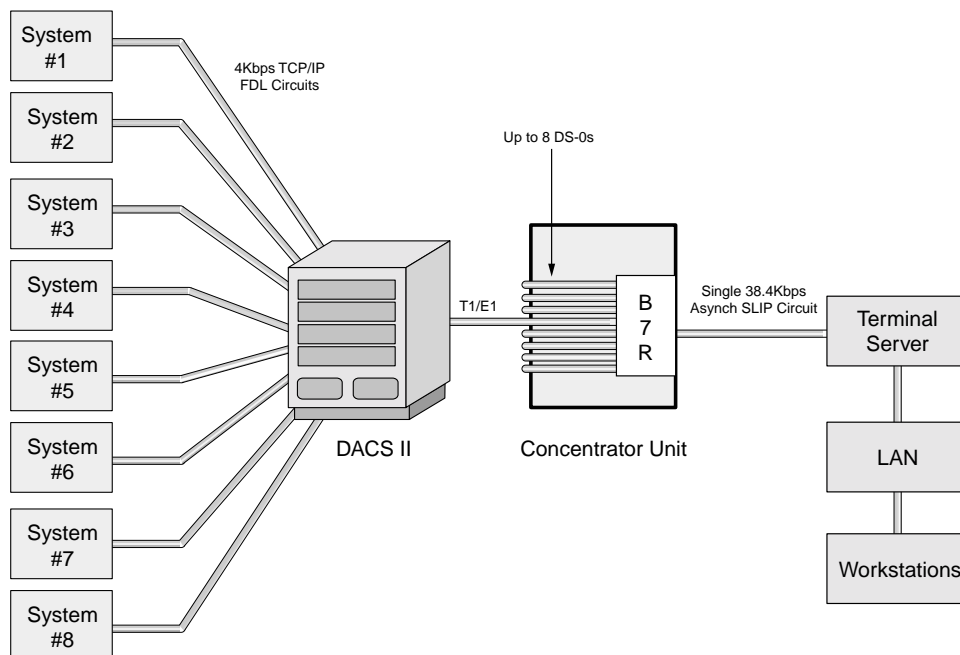 System
#1
System
#2
System
#3
System
#4
System
#5
System
#6
System
#7
System
#8
4Kbps TCP/IP
FDL Circuits
DACS II
T1/E1
Up to 8 DS-0s
B
7
R
Concentrator Unit
Single 38.4Kbps
Asynch SLIP Circuit
Terminal
Server
LAN
Workstations